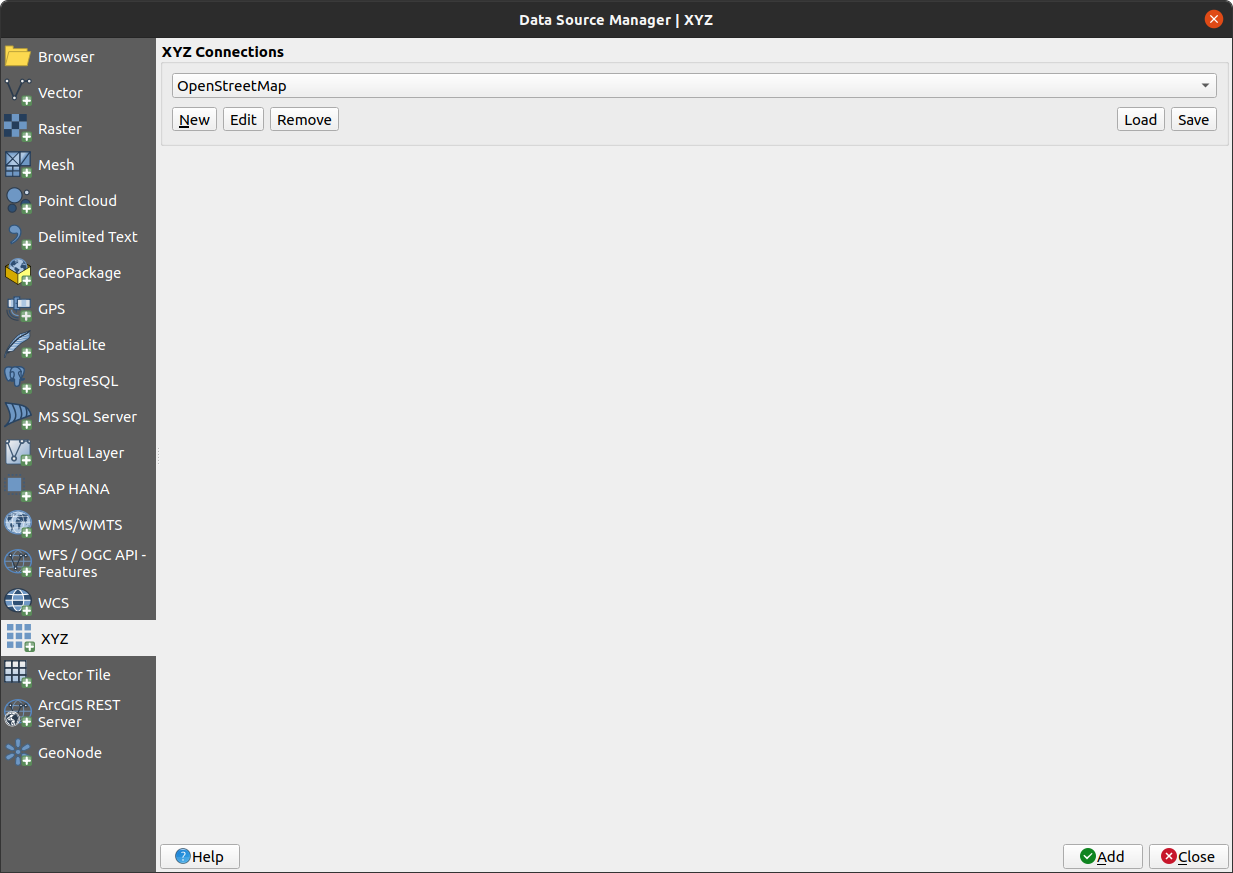 Data Source Manager | XYZ
Browser
Vector
Raster
Mesh
Point Cloud
Delimited Text
GeoPackage
GPS
SpatiaLite
PostgreSQL
MS SQL Server
Virtual Layer
SAP HANA
WMS/WMTS
WFS / OGC API -
Features
WCS
XYZ
Vector Tile
ArcGIS REST
Server
GeoNode
XYZ Connections
OpenStreetMap
New Edit Remove Load Save
Help Add Close